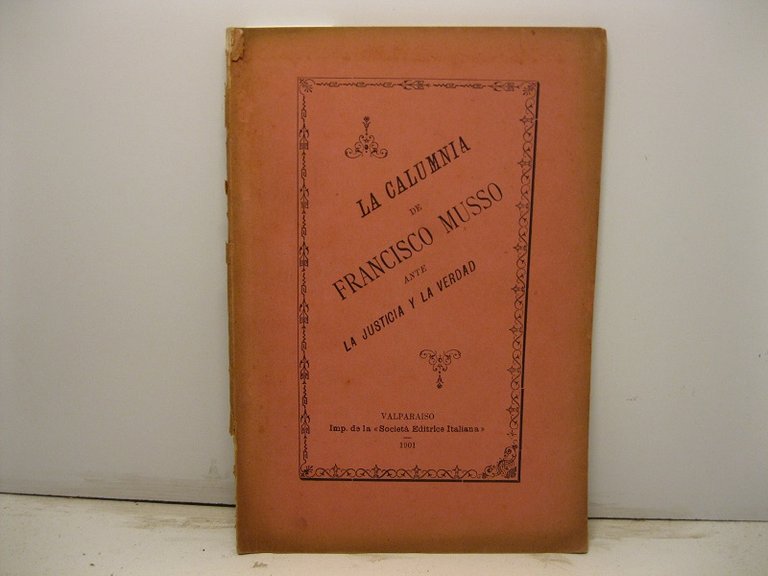 LA CALUMNIA
DE
FRANCISCO MUSSO
ANTE
LA JUSTICIA Y LA VERDAD
VALPARAISO
Imp. de la «Società Editrice Italiana»
1901